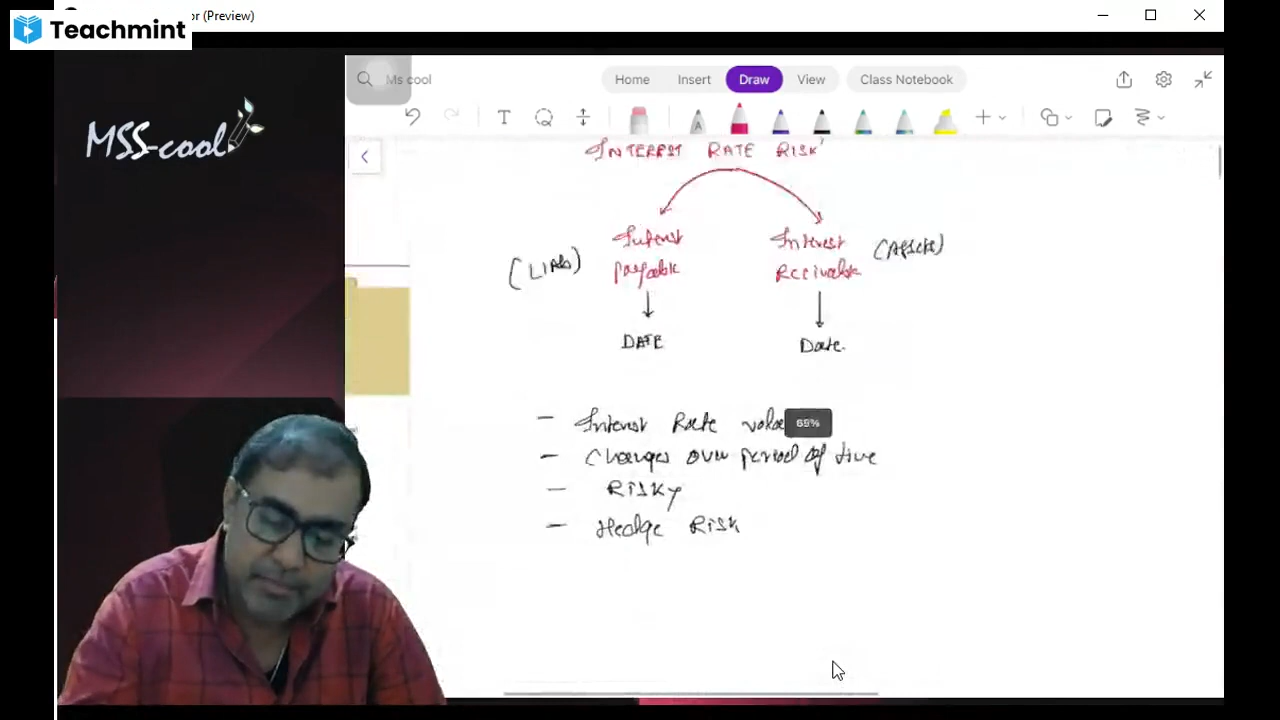 Teachmint
or (Preview)
MSS-cool
Ms cool
Home Insert Draw View Class Notebook
T
A
INTEREST RATE RISK
Interest Interest
(LIAB) payable Receivable (Assets)
DATE Date.
- Interest Rate 65%
- Changes over period of time
- RISKY
- Hedge RISK